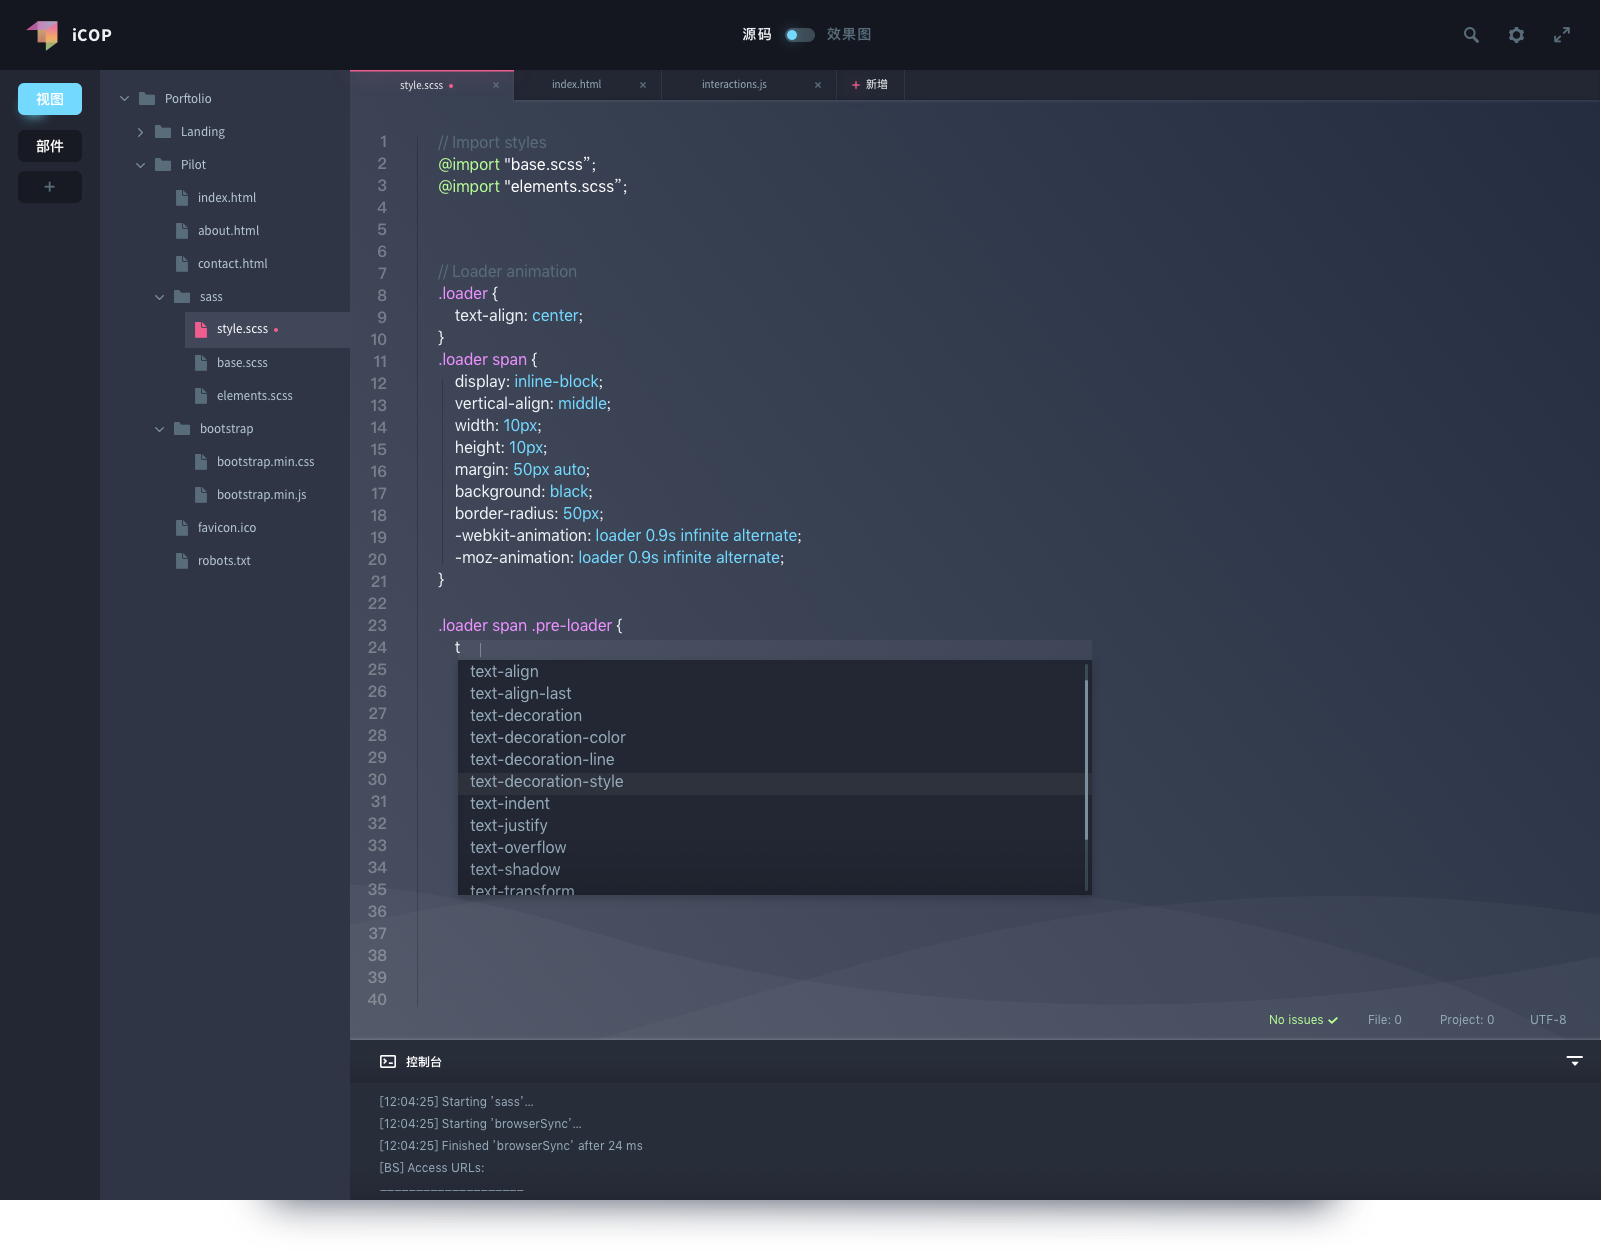 iCOP
源码 效果图
视图
部件
+
Porftolio
Landing
Pilot
index.html
about.html
contact.html
sass
style.scss
base.scss
elements.scss
bootstrap
bootstrap.min.css
bootstrap.min.js
favicon.ico
robots.txt
style.scss • × index.html × interactions.js × + 新增
1 // Import styles
2 @import "base.scss”;
3 @import "elements.scss”;
4
5
6
7 // Loader animation
8 .loader {
9 text-align: center;
10 }
11 .loader span {
12 display: inline-block;
13 vertical-align: middle;
14 width: 10px;
15 height: 10px;
16 margin: 50px auto;
17 background: black;
18 border-radius: 50px;
19 -webkit-animation: loader 0.9s infinite alternate;
20 -moz-animation: loader 0.9s infinite alternate;
21 }
22
23 .loader span .pre-loader {
24 t
25 text-align
26 text-align-last
27 text-decoration
28 text-decoration-color
29 text-decoration-line
30 text-decoration-style
31 text-indent
32 text-justify
33 text-overflow
34 text-shadow
35 text-transform
36
37
38
39
40
No issues File: 0 Project: 0 UTF-8
控制台
[12:04:25] Starting 'sass’...
[12:04:25] Starting 'browserSync’...
[12:04:25] Finished 'browserSync’ after 24 ms
[BS] Access URLs:
--------------------